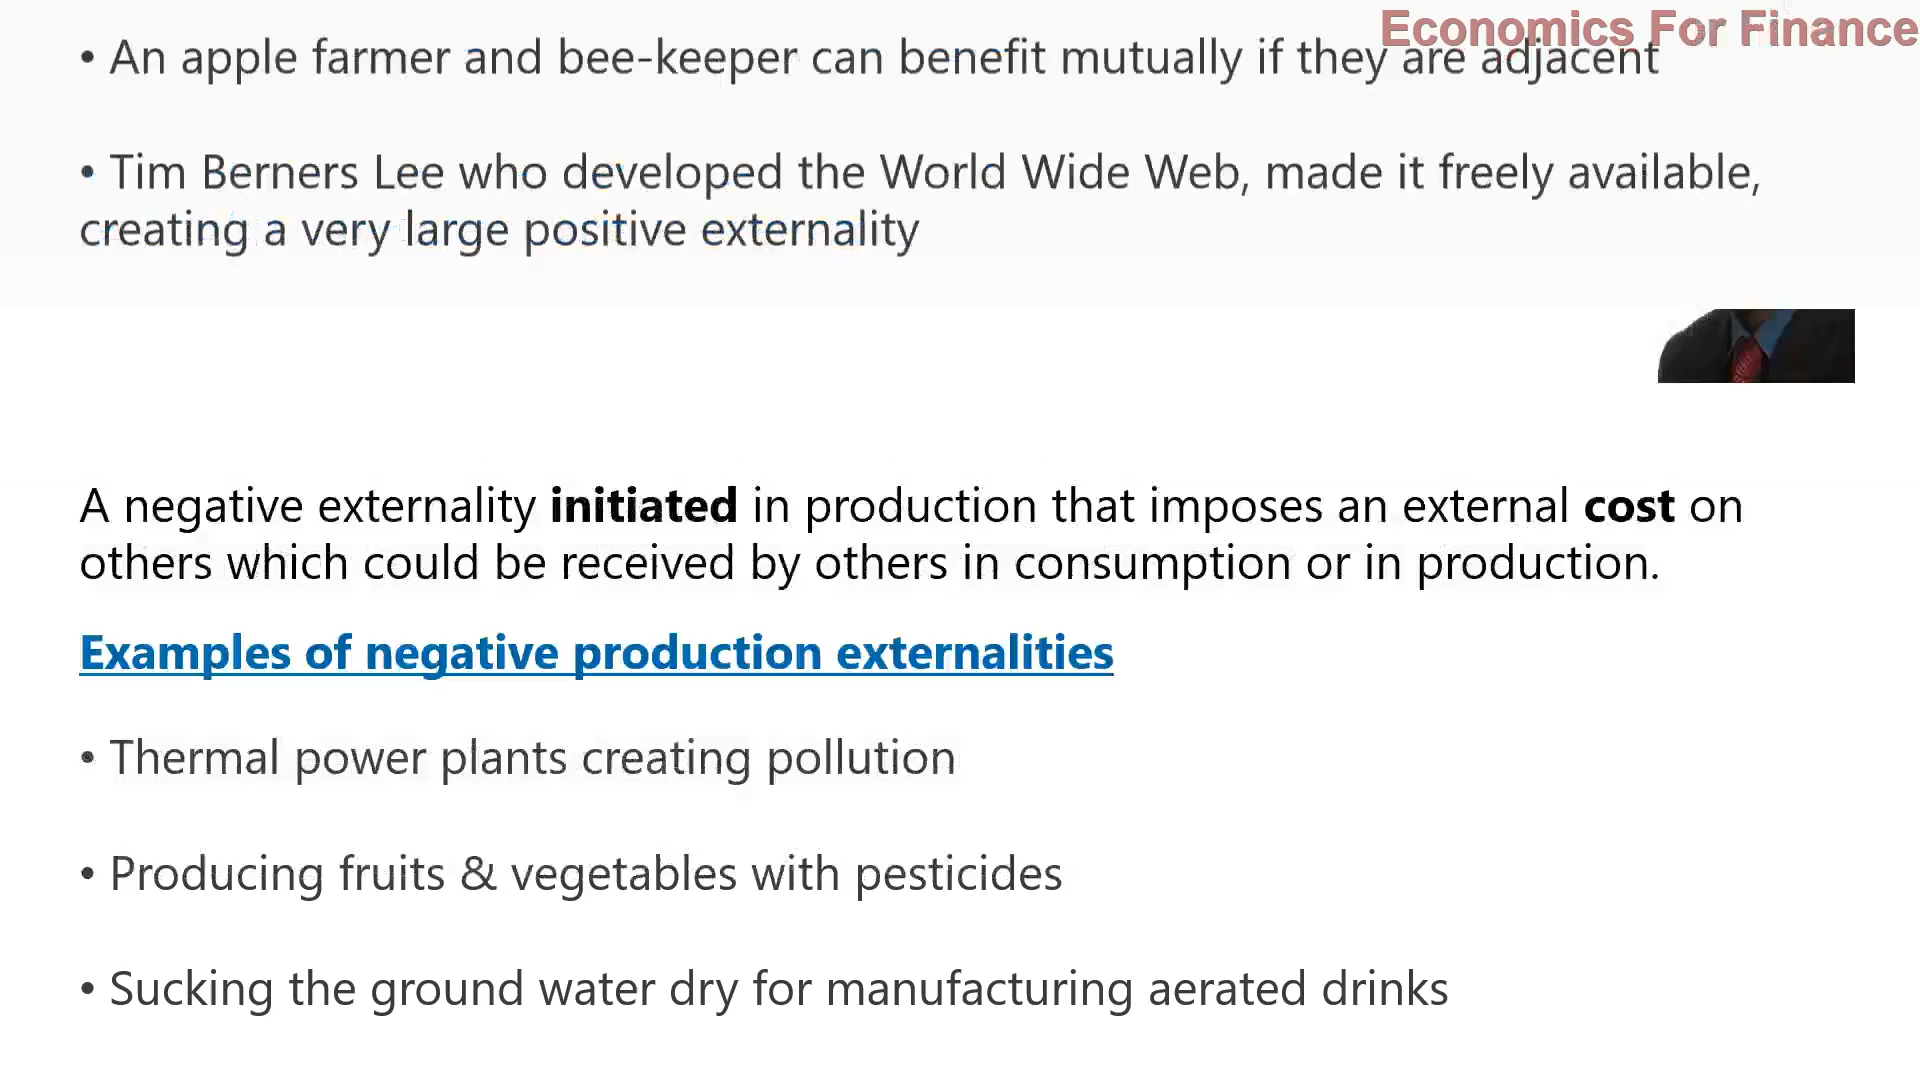 Economics For Finance
• An apple farmer and bee-keeper can benefit mutually if they are adjacent
• Tim Berners Lee who developed the World Wide Web, made it freely available,
creating a very large positive externality
A negative externality initiated in production that imposes an external cost on
others which could be received by others in consumption or in production.
Examples of negative production externalities
• Thermal power plants creating pollution
• Producing fruits & vegetables with pesticides
• Sucking the ground water dry for manufacturing aerated drinks